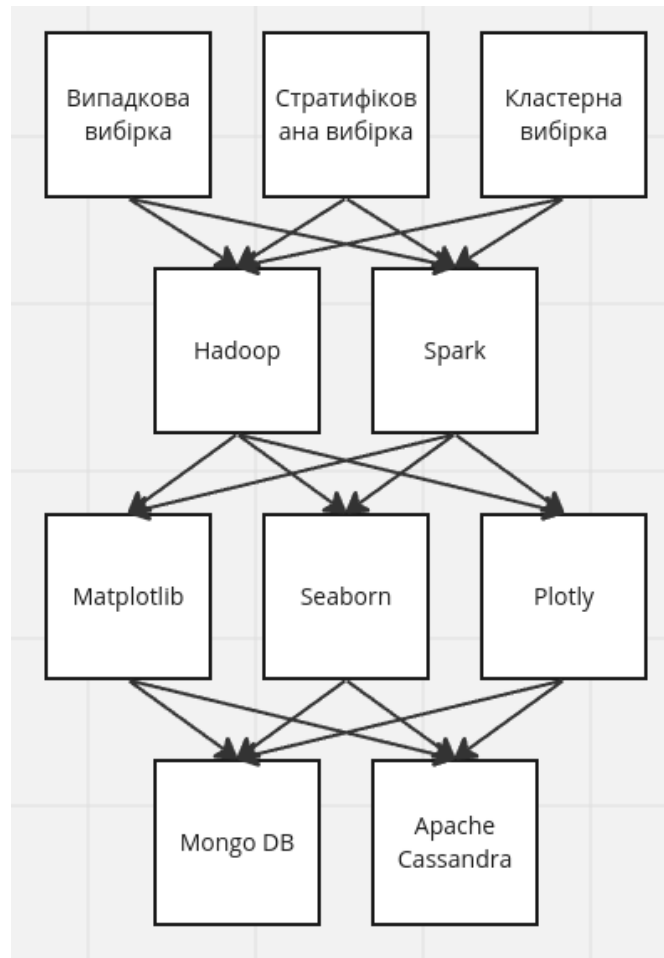 Випадкова
вибірка
Стратифіков
ана вибірка
Кластерна
вибірка
Hadoop
Spark
Matplotlib
Seaborn
Plotly
Mongo DB
Apache
Cassandra